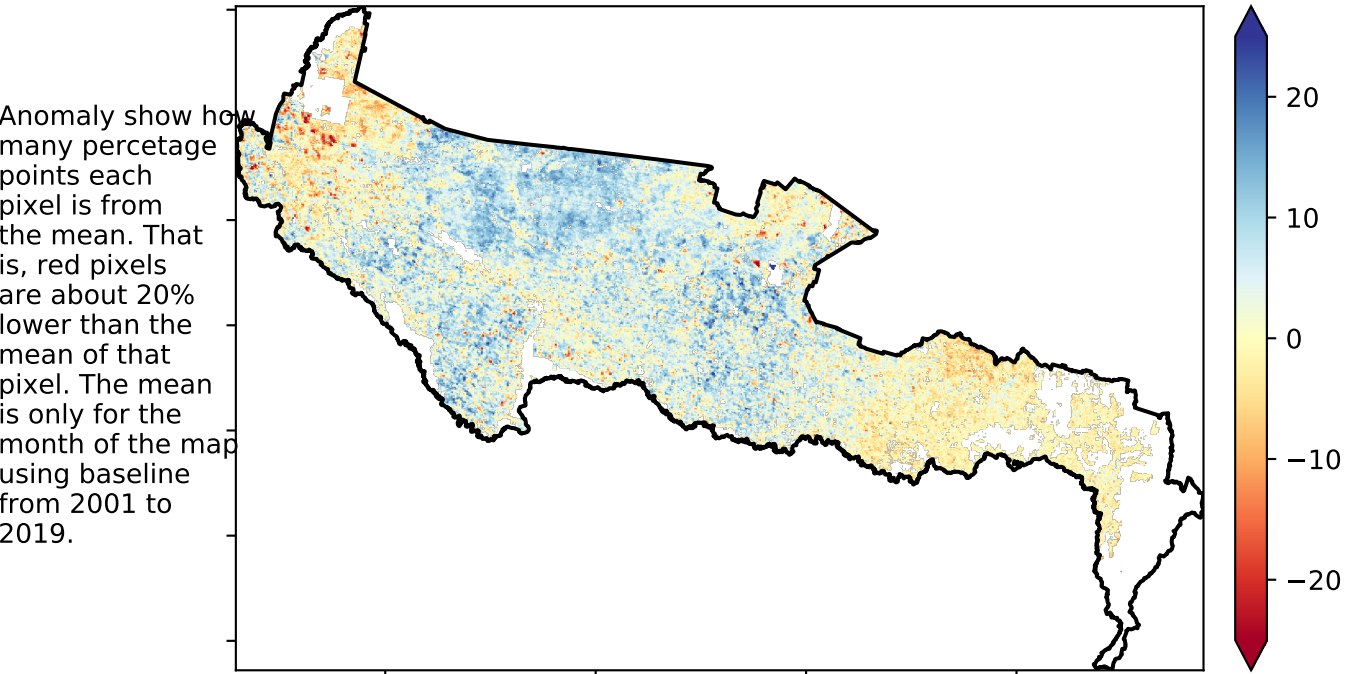 Anomaly show how
many percetage
points each
pixel is from
the mean. That
is, red pixels
are about 20%
lower than the
mean of that
pixel. The mean
is only for the
month of the map
using baseline
from 2001 to
2019.
20
10
0
−10
−20